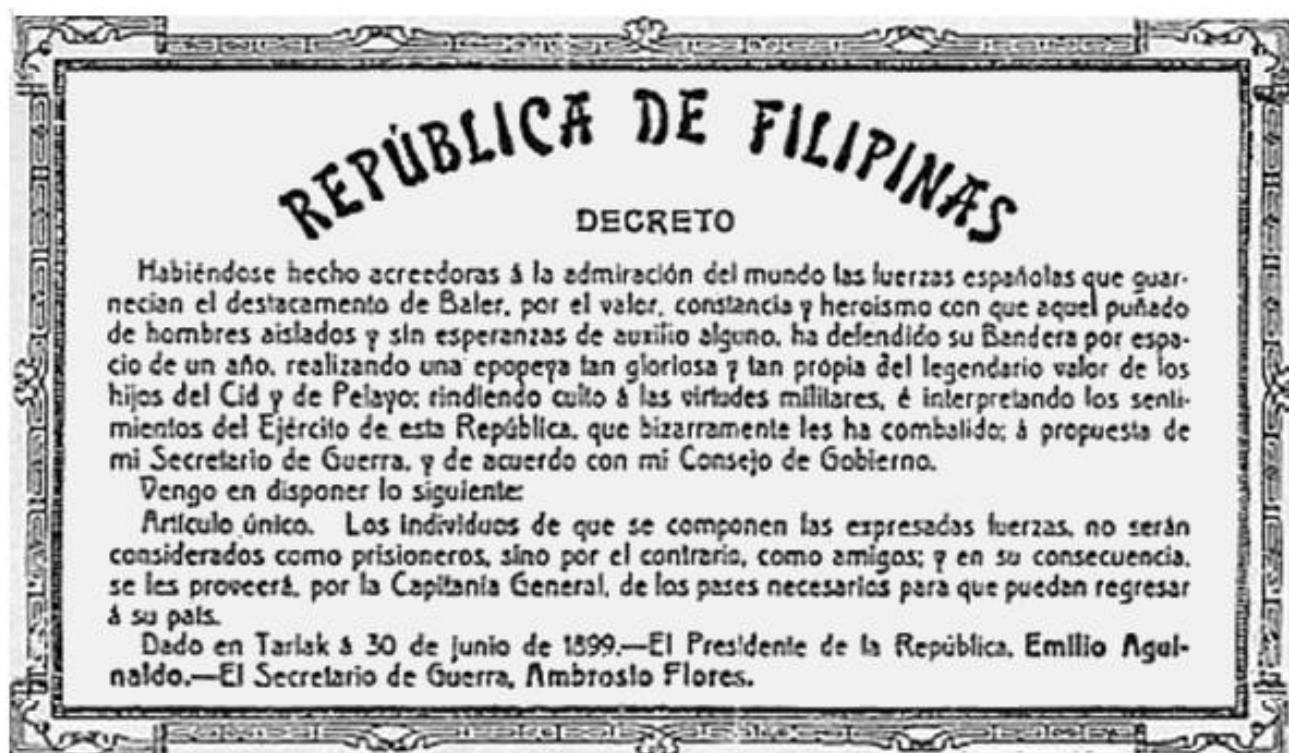 REPÚBLICA DE FILIPINAS
DECRETO
Habiéndose hecho acreedoras á la admiración del mundo las fuerzas españolas que guar-
necían el destacamento de Baler, por el valor, constancia y heroismo con que aquel puñado
de hombres aislados y sin esperanzas de auxilio alguno, ha defendido su Bandera por espa-
cio de un año, realizando una epopeya tan gloriosa y tan propia del legendario valor de los
hijos del Cid y de Pelayo; rindiendo culto á las virtudes militares, é interpretando los senti-
mientos del Ejército de esta República, que bizarramente les ha combatido; á propuesta de
mi Secretario de Guerra, y de acuerdo con mi Consejo de Gobierno,
Vengo en disponer lo siguiente:
Artículo único. Los individuos de que se componen las expresadas fuerzas, no serán
considerados como prisioneros, sino por el contrario, como amigos; y en su consecuencia,
se les proveerá, por la Capitanía General, de los pases necesarios para que puedan regresar
á su país.
Dado en Tarlak á 30 de junio de 1899.—El Presidente de la República, Emilio Agui-
naldo.—El Secretario de Guerra, Ambrosio Flores.